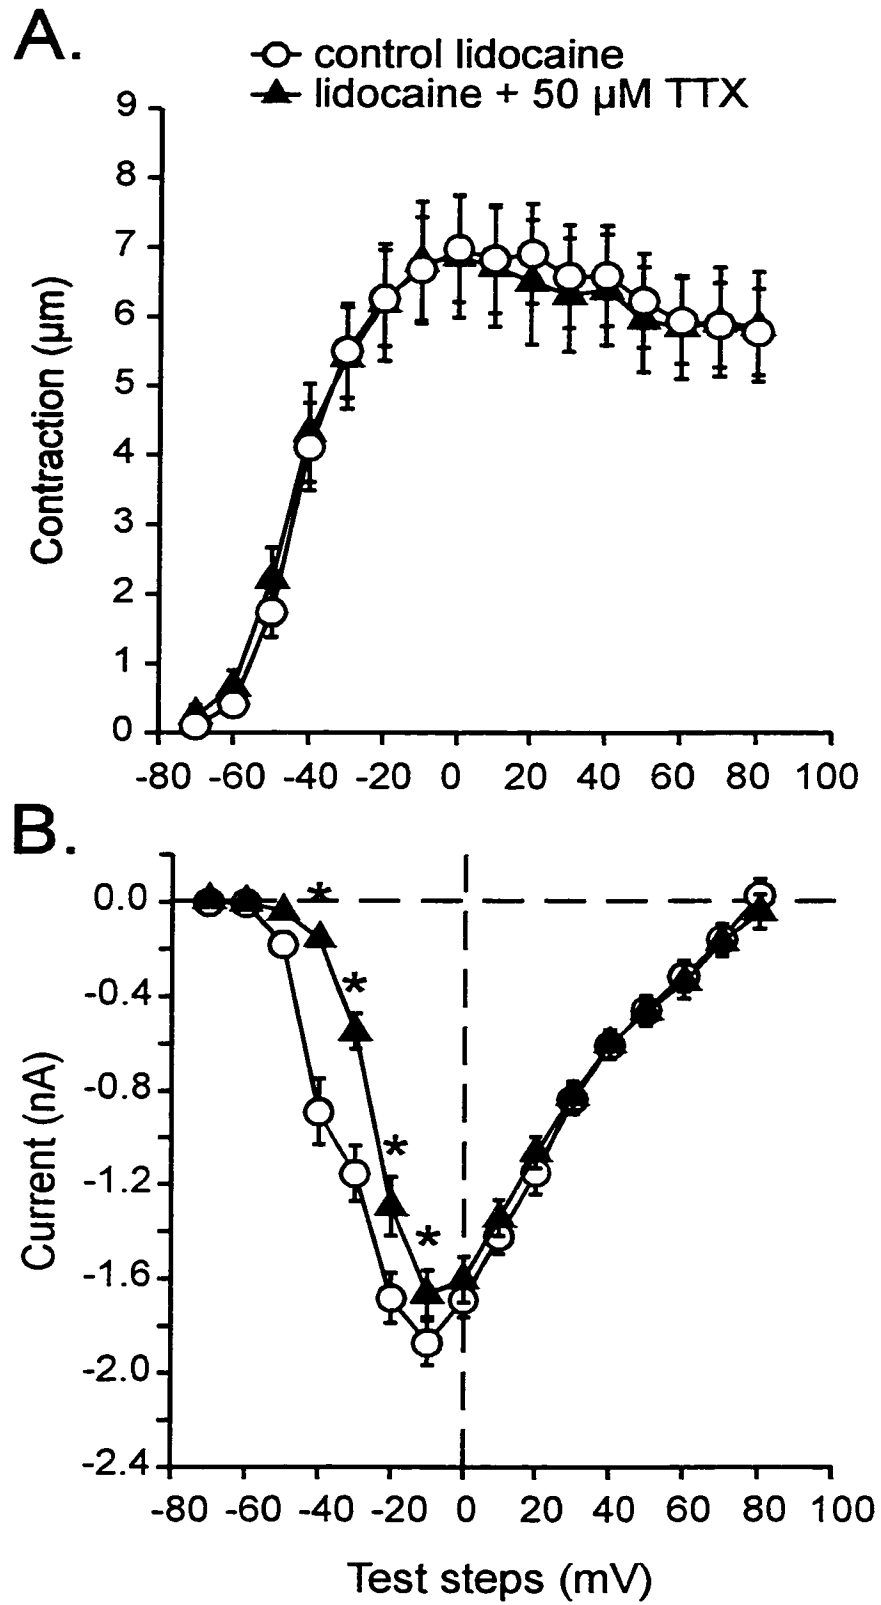 A.
control lidocaine
lidocaine + 50 µM TTX
9
8
7
6
5
4
3
2
1
0
Contraction (µm)
-80 -60 -40 -20 0 20 40 60 80 100
B.
0.0
-0.4
-0.8
-1.2
-1.6
-2.0
-2.4
Current (nA)
*
*
*
*
-80 -60 -40 -20 0 20 40 60 80 100
Test steps (mV)